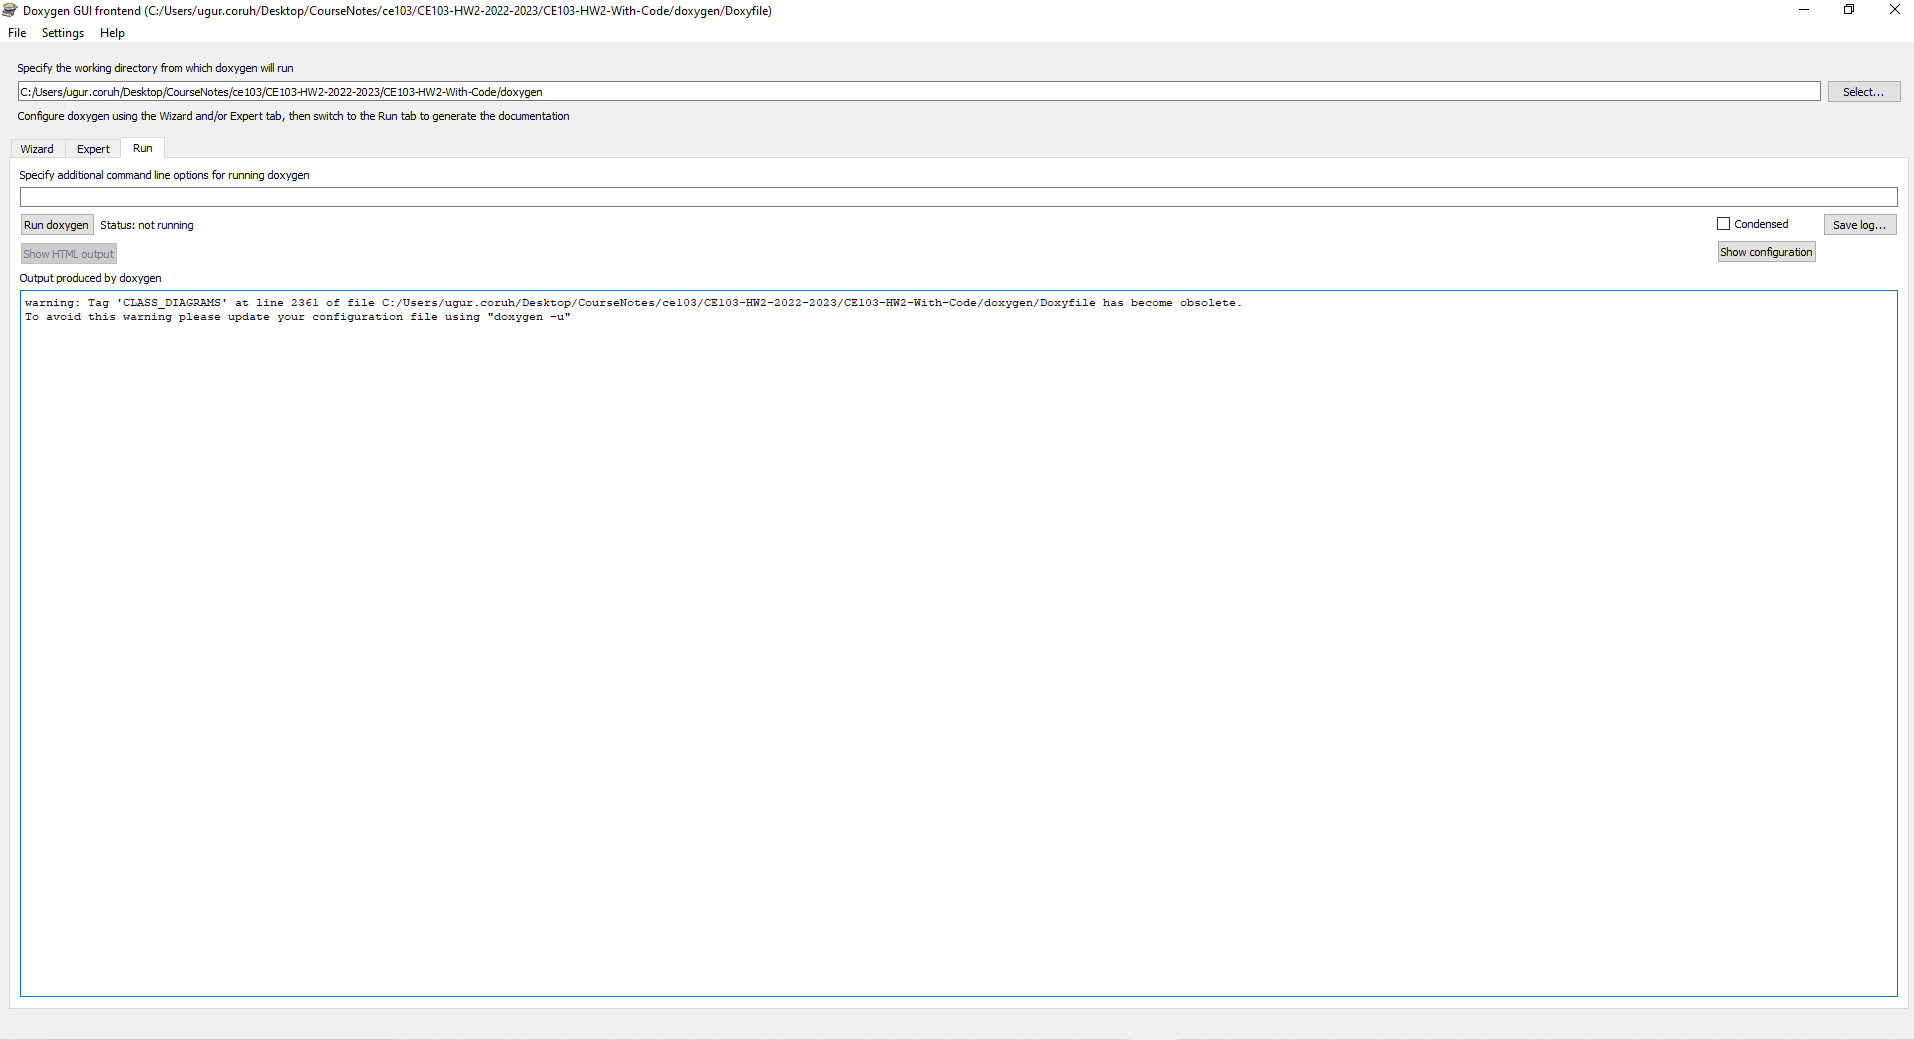 Doxygen GUI frontend (C:/Users/ugur.coruh/Desktop/CourseNotes/ce103/CE103-HW2-2022-2023/CE103-HW2-With-Code/doxygen/Doxyfile)
File Settings Help
Specify the working directory from which doxygen will run
C:/Users/ugur.coruh/Desktop/CourseNotes/ce103/CE103-HW2-2022-2023/CE103-HW2-With-Code/doxygen Select...
Configure doxygen using the Wizard and/or Expert tab, then switch to the Run tab to generate the documentation
Wizard Expert Run
Specify additional command line options for running doxygen
Run doxygen Status: not running Condensed Save log...
Show HTML output Show configuration
Output produced by doxygen
warning: Tag 'CLASS_DIAGRAMS' at line 2361 of file C:/Users/ugur.coruh/Desktop/CourseNotes/ce103/CE103-HW2-2022-2023/CE103-HW2-With-Code/doxygen/Doxyfile has become obsolete.
To avoid this warning please update your configuration file using "doxygen -u"